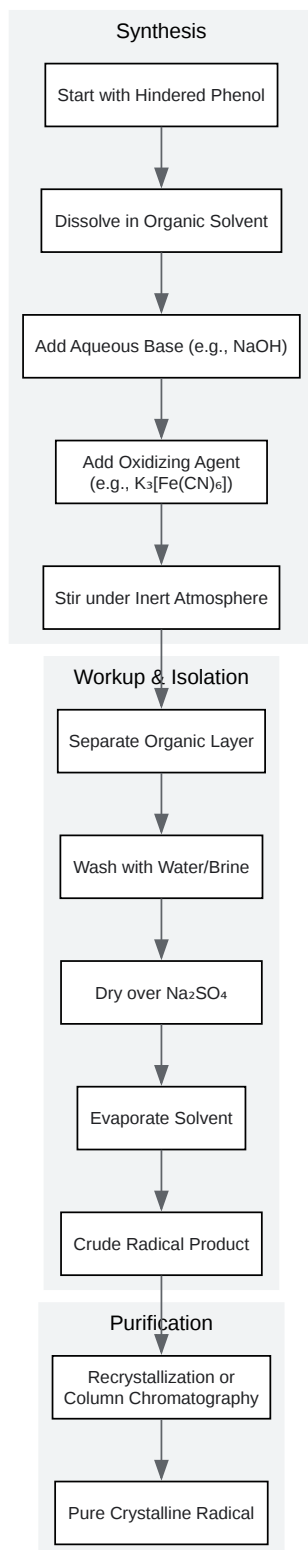 Synthesis
Start with Hindered Phenol
Dissolve in Organic Solvent
Add Aqueous Base (e.g., NaOH)
Add Oxidizing Agent
(e.g., K₃[Fe(CN)₆])
Stir under Inert Atmosphere
Workup & Isolation
Separate Organic Layer
Wash with Water/Brine
Dry over Na₂SO₄
Evaporate Solvent
Crude Radical Product
Purification
Recrystallization or
Column Chromatography
Pure Crystalline Radical